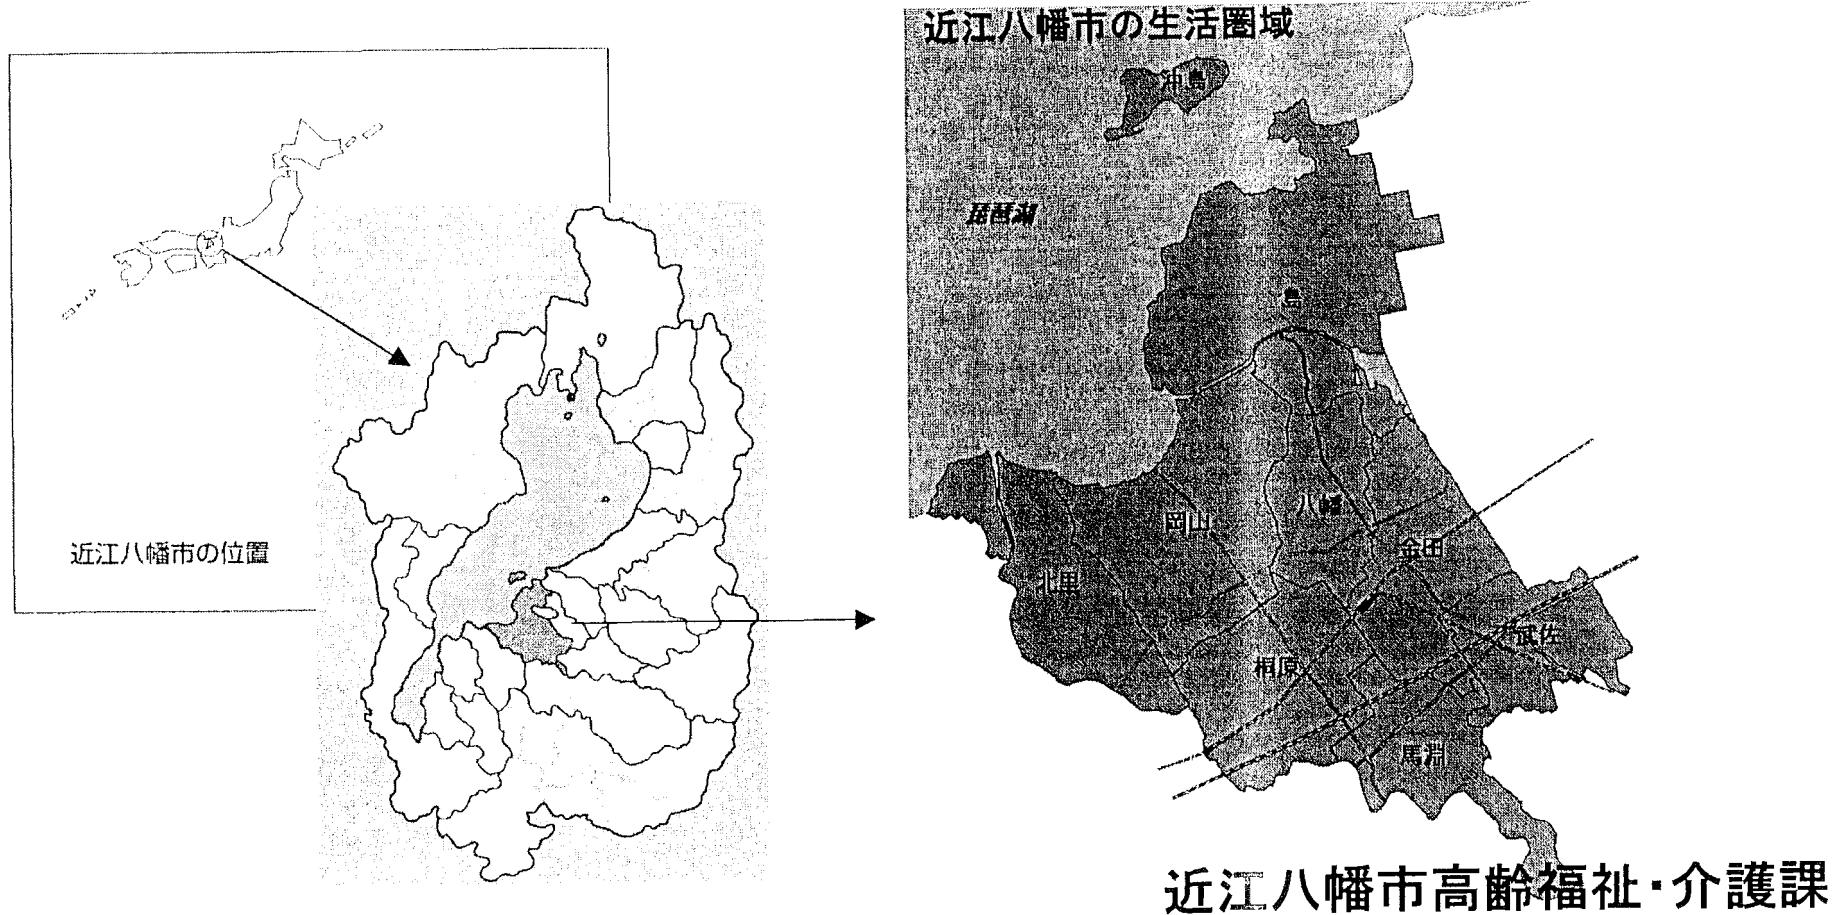 近江八幡市の位置
近江八幡市の生活圏域
沖島
琵琶湖
島
八幡
岡山
金田
北里
武佐
桐原
馬淵
近江八幡市高齢福祉・介護課